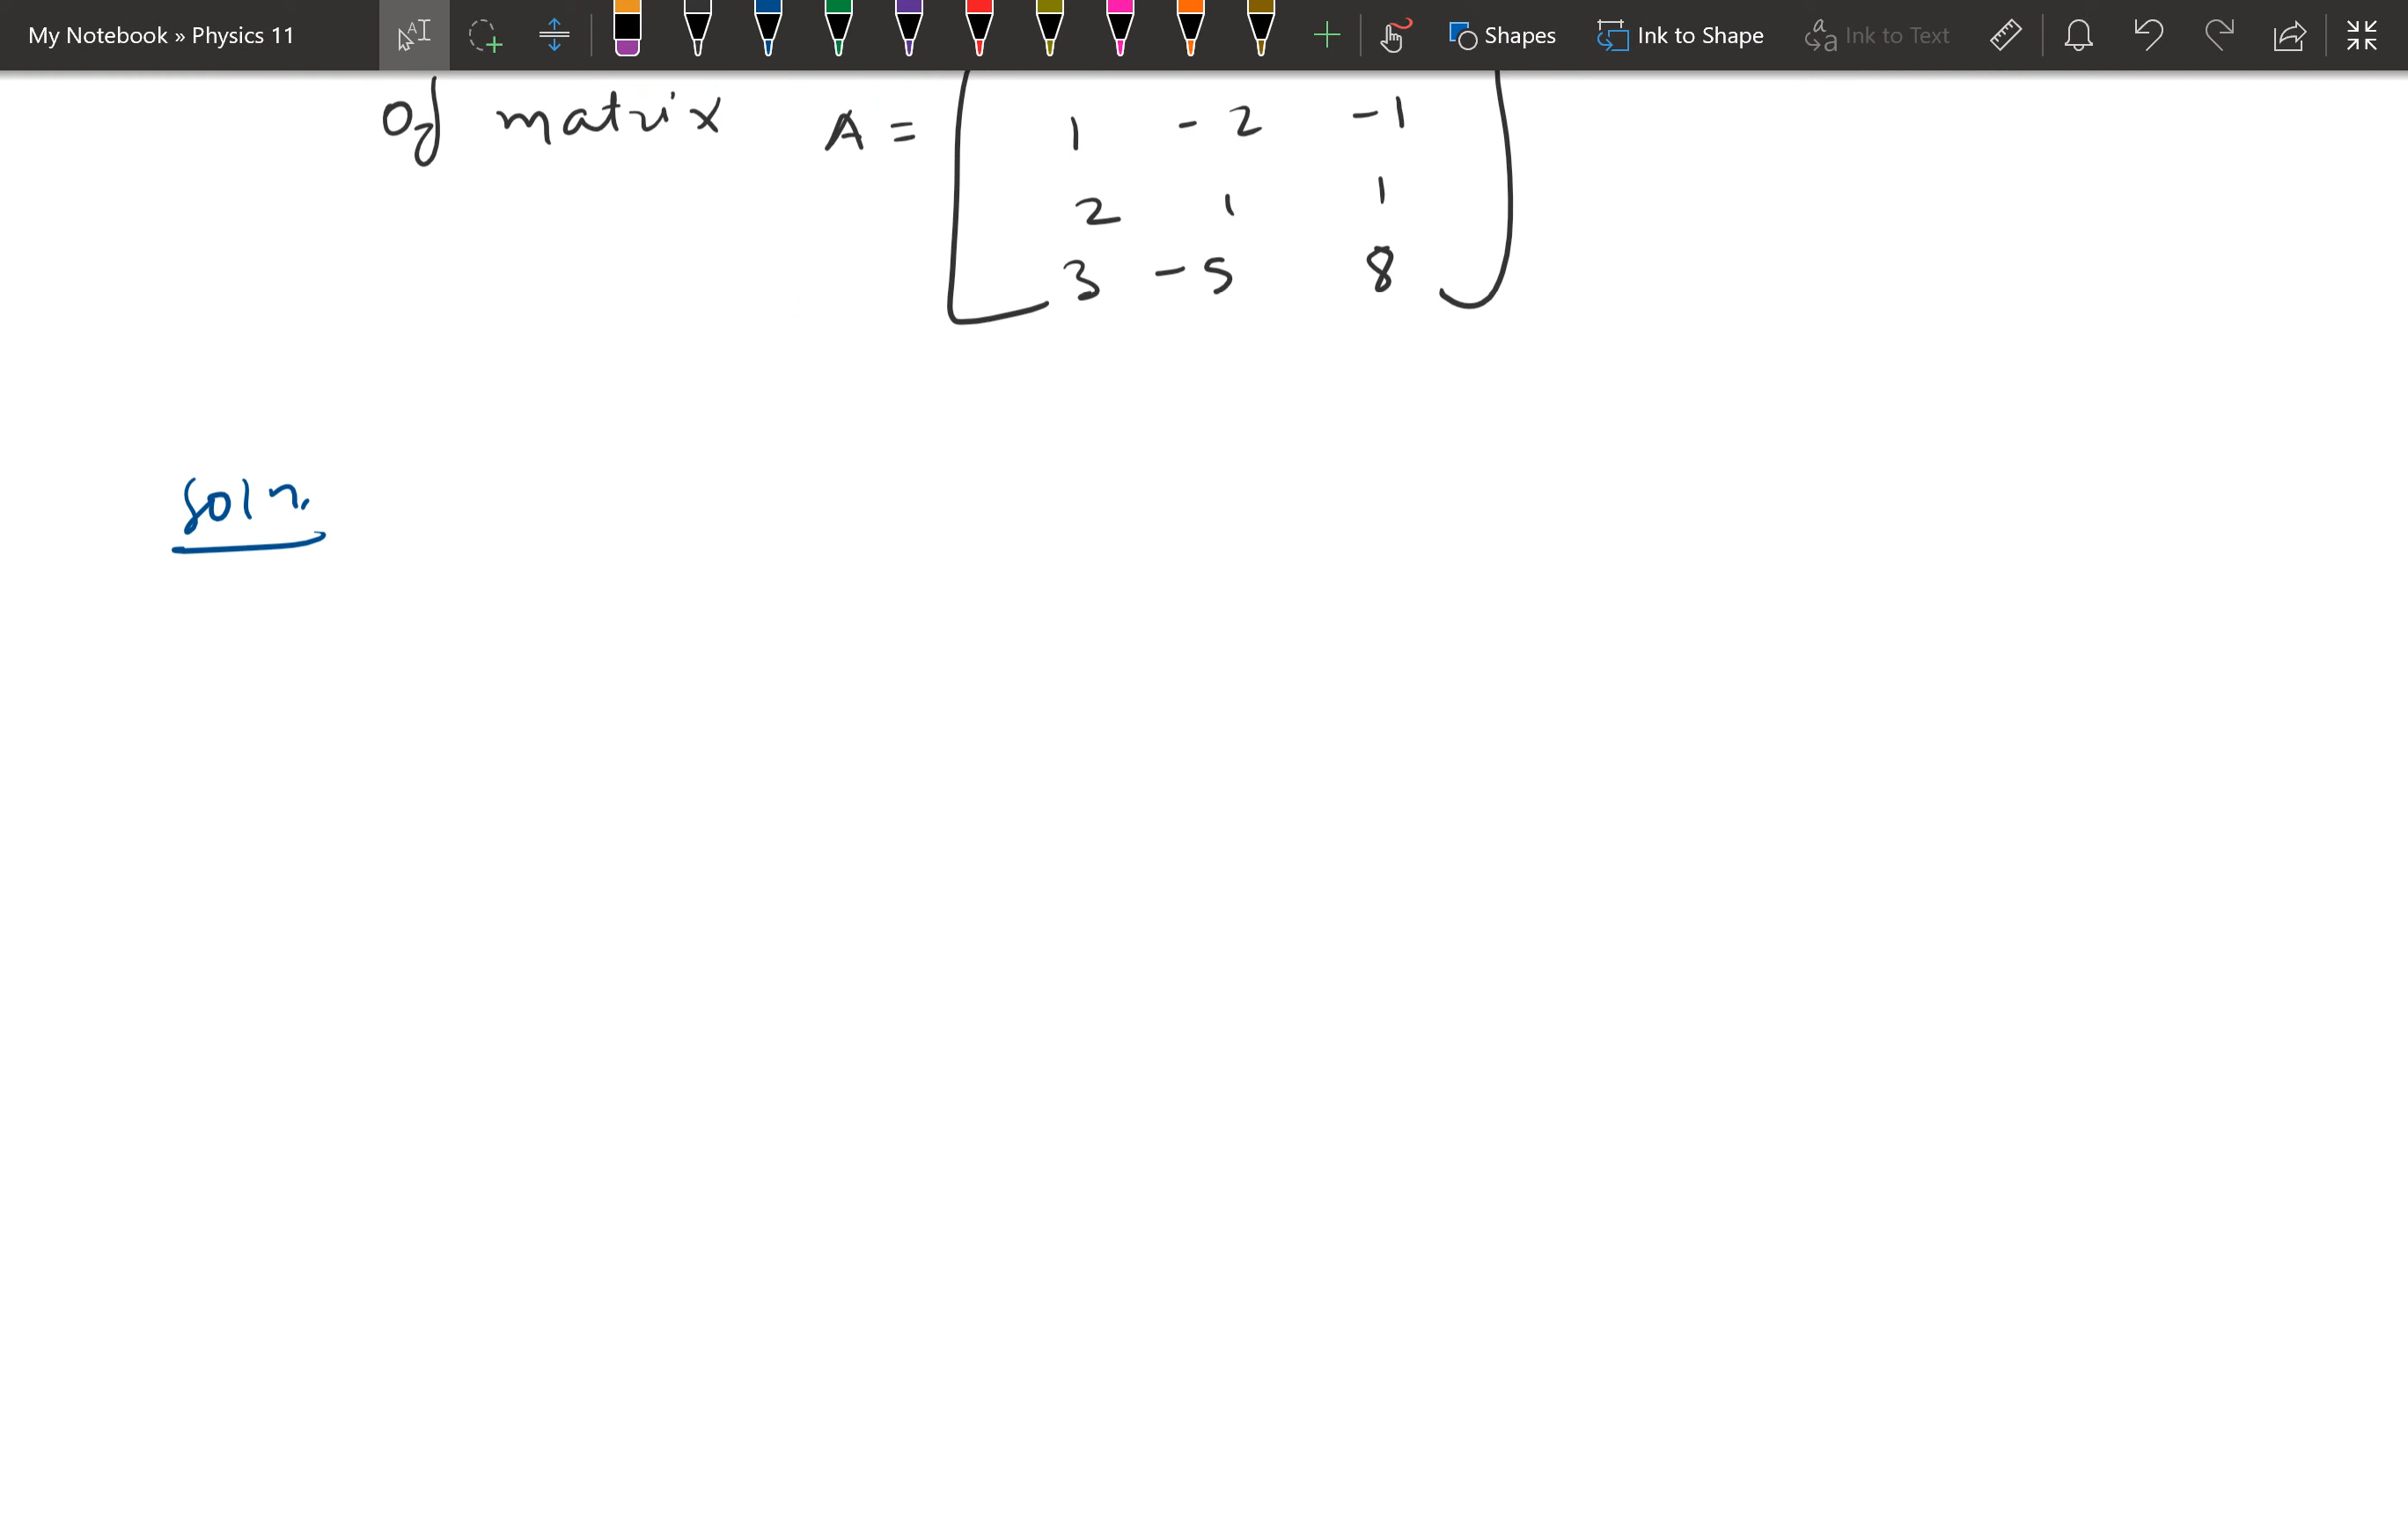 My Notebook » Physics 11 Shapes Ink to Shape Ink to Text
of matrix A = 1 -2 -1
2 1 1
3 -5 8
Soln.